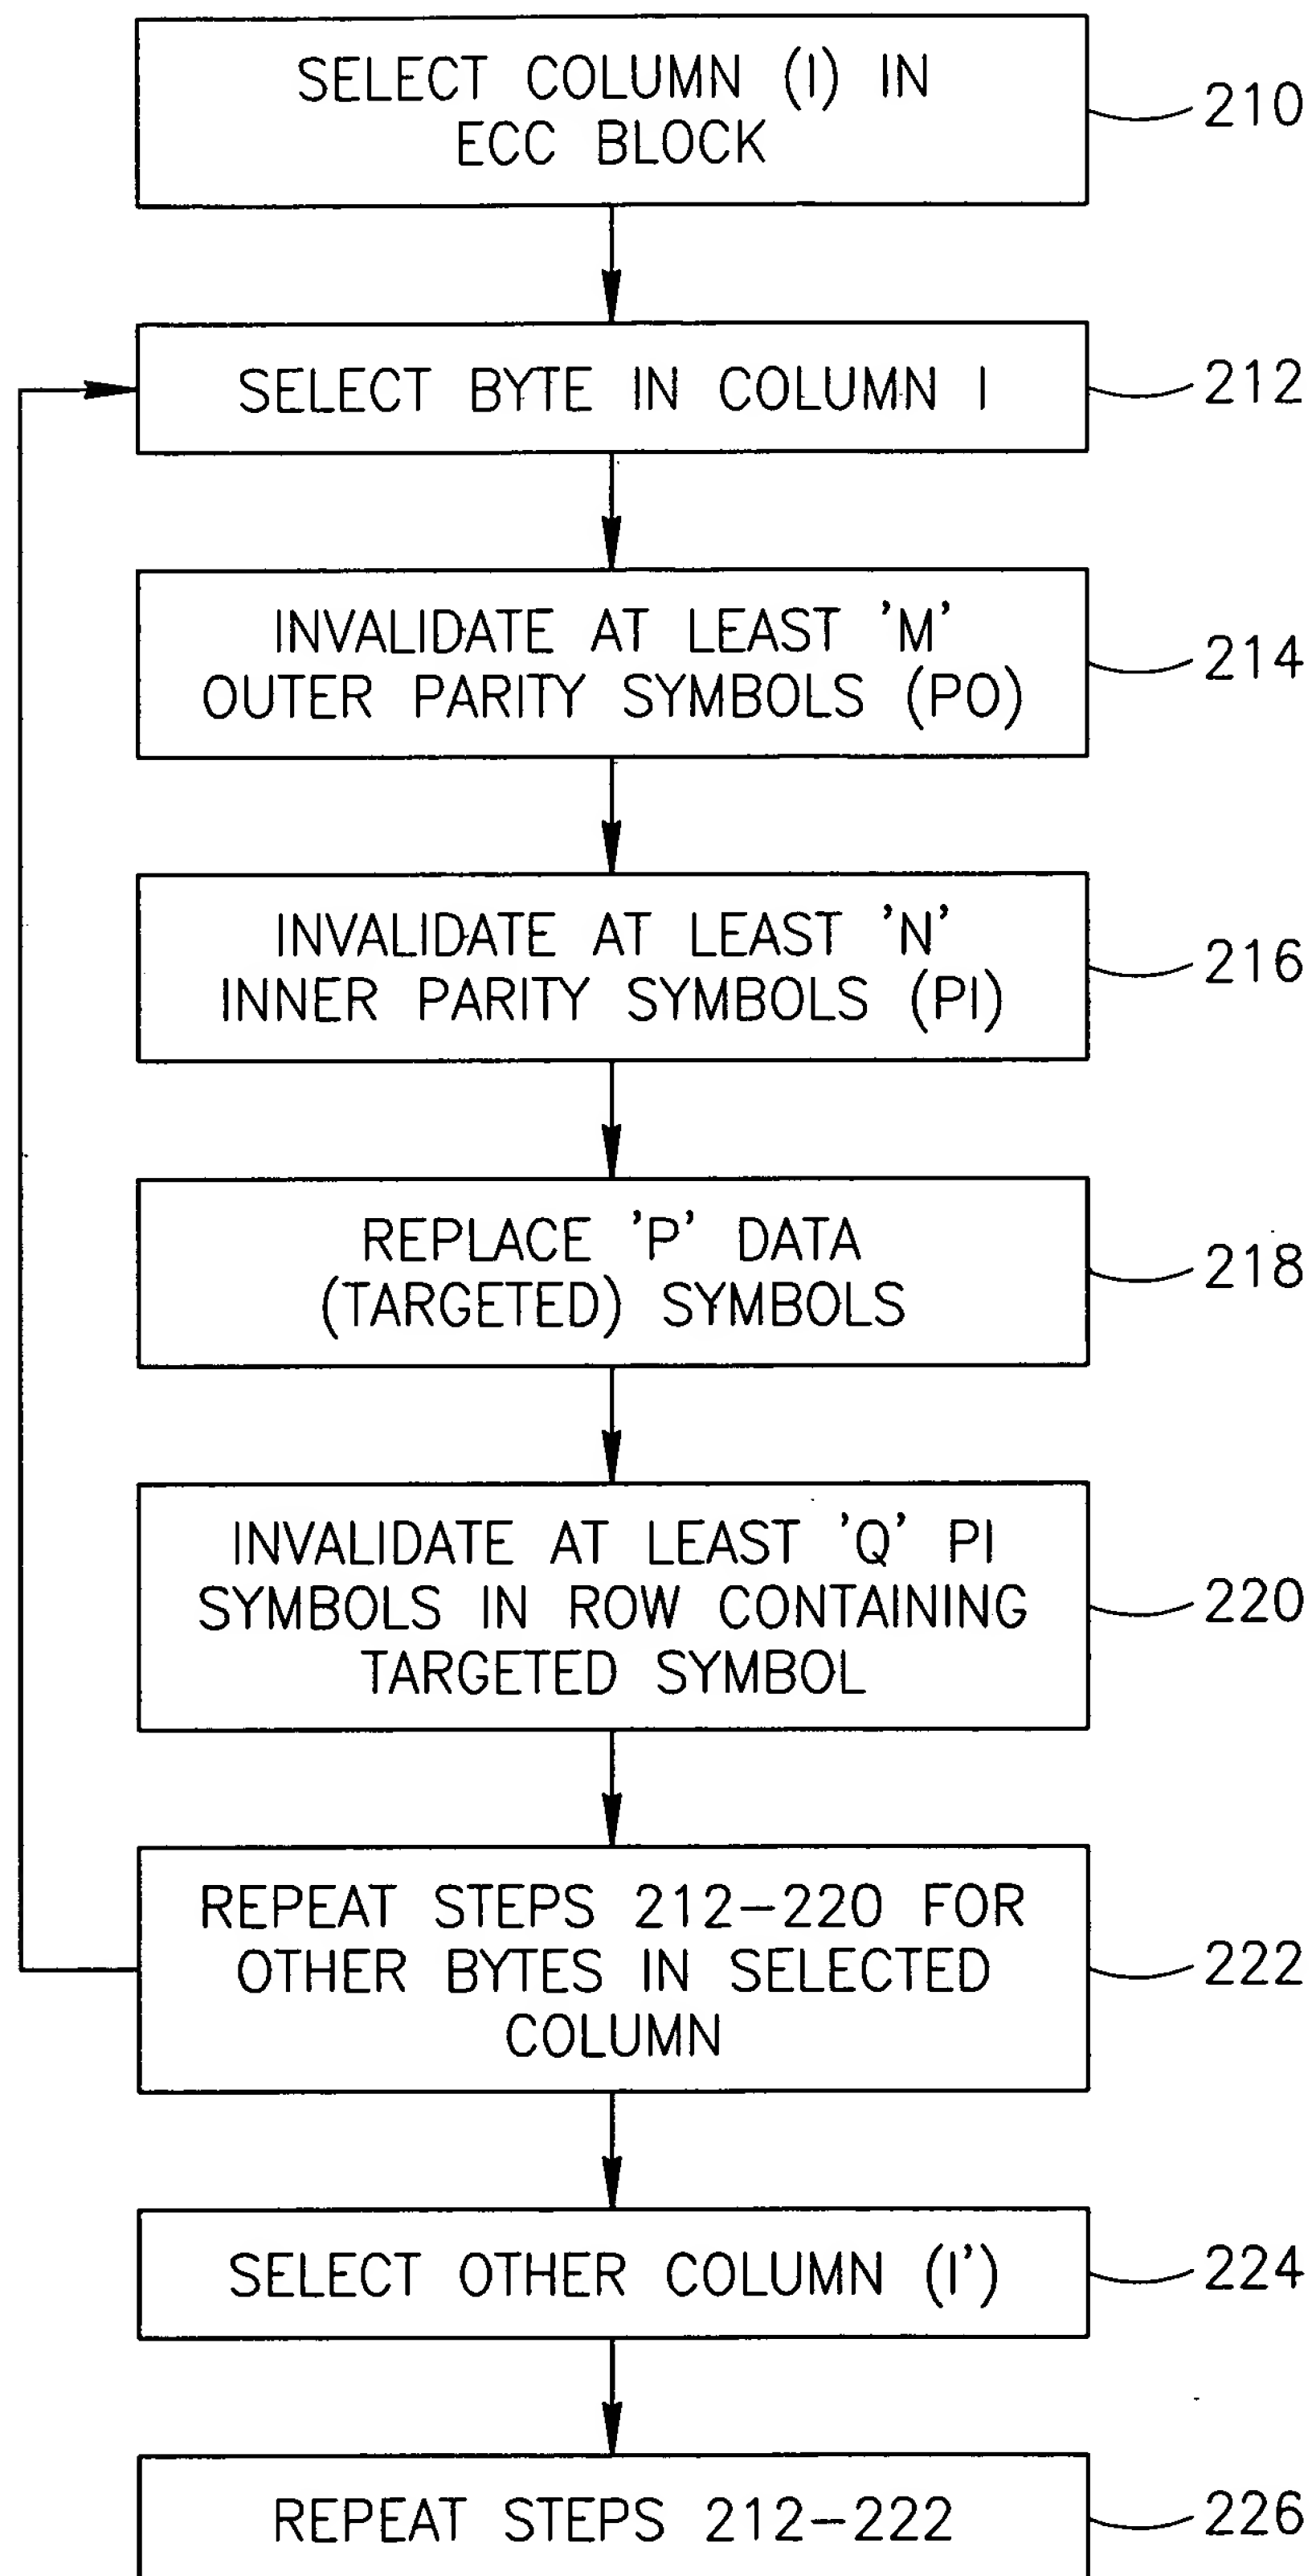 SELECT COLUMN (I) IN
ECC BLOCK
210
SELECT BYTE IN COLUMN I
212
INVALIDATE AT LEAST 'M'
OUTER PARITY SYMBOLS (PO)
214
INVALIDATE AT LEAST 'N'
INNER PARITY SYMBOLS (PI)
216
REPLACE 'P' DATA
(TARGETED) SYMBOLS
218
INVALIDATE AT LEAST 'Q' PI
SYMBOLS IN ROW CONTAINING
TARGETED SYMBOL
220
REPEAT STEPS 212-220 FOR
OTHER BYTES IN SELECTED
COLUMN
222
SELECT OTHER COLUMN (I')
224
REPEAT STEPS 212-222
226